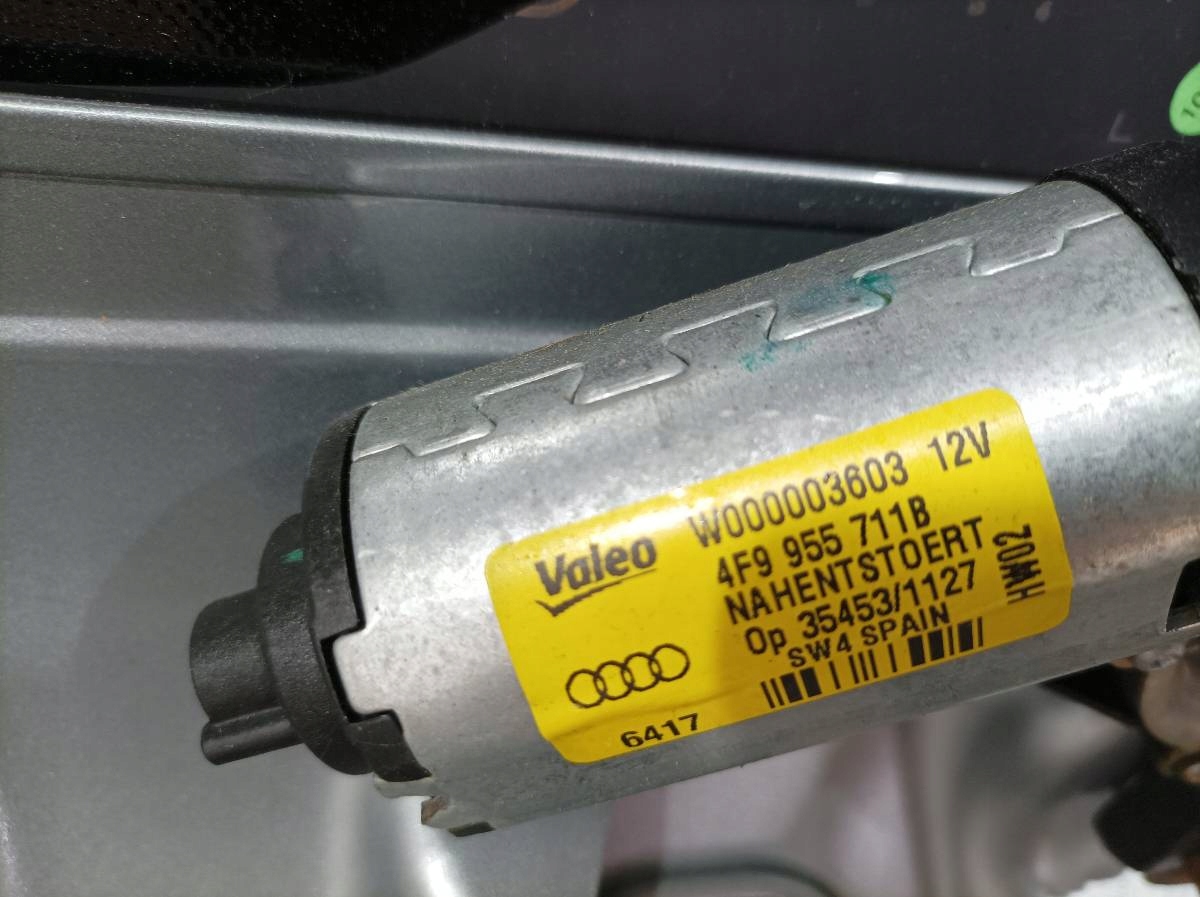 Valeo
W000003603 12V
4F9 955 711B
NAHENTSTOERT
Op 35453/1127
SW4 SPAIN
HW02
6417